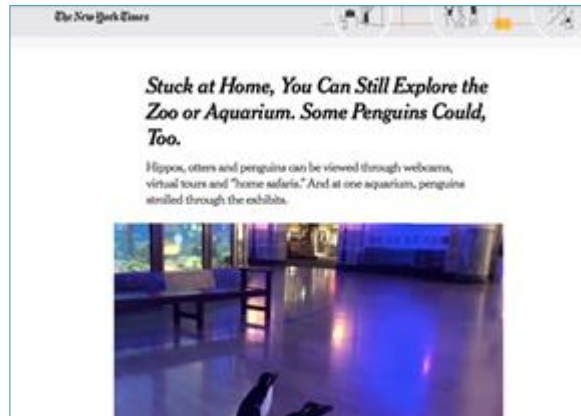 The New York Times
Stuck at Home, You Can Still Explore the
Zoo or Aquarium. Some Penguins Could,
Too.
Hippos, otters and penguins can be viewed through webcams,
virtual tours and "home safaris." And at one aquarium, penguins
strolled through the exhibits.